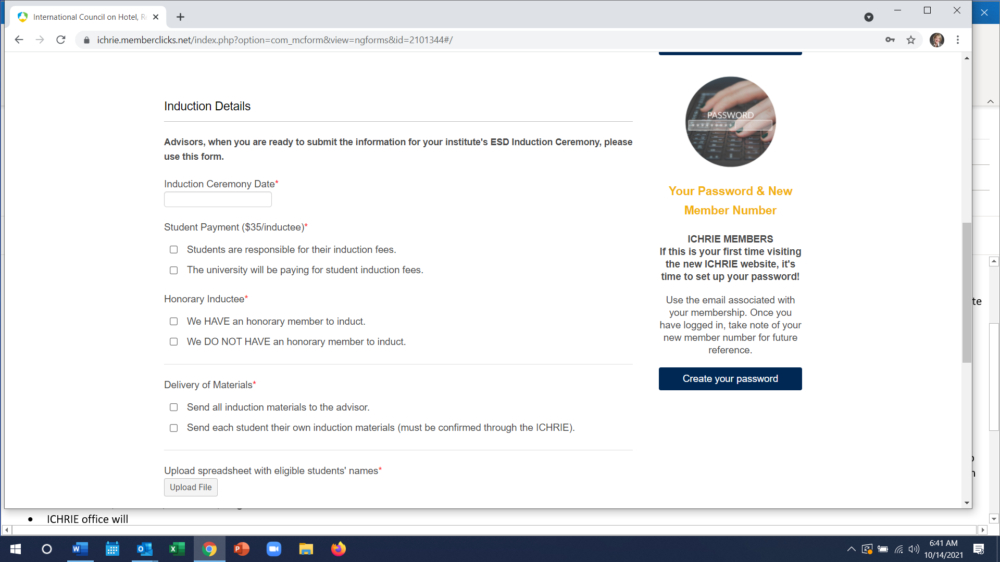 International Council on Hotel, Re
ichrie.memberclicks.net/index.php?option=com_mcform&view=ngforms&id=2101344#/
Induction Details
Advisors, when you are ready to submit the information for your institute's ESD Induction Ceremony, please
use this form.
Induction Ceremony Date*
Student Payment ($35/inductee)*
Students are responsible for their induction fees.
The university will be paying for student induction fees.
Honorary Inductee*
We HAVE an honorary member to induct.
We DO NOT HAVE an honorary member to induct.
Delivery of Materials*
Send all induction materials to the advisor.
Send each student their own induction materials (must be confirmed through the ICHRIE).
Upload spreadsheet with eligible students' names*
Upload File
PASSWORD
*********
Your Password & New
Member Number
ICHRIE MEMBERS
If this is your first time visiting
the new ICHRIE website, it's
time to set up your password!
Use the email associated with
your membership. Once you
have logged in, take note of your
new member number for future
reference.
Create your password
te
• ICHRIE office will
6:41 AM
10/14/2021